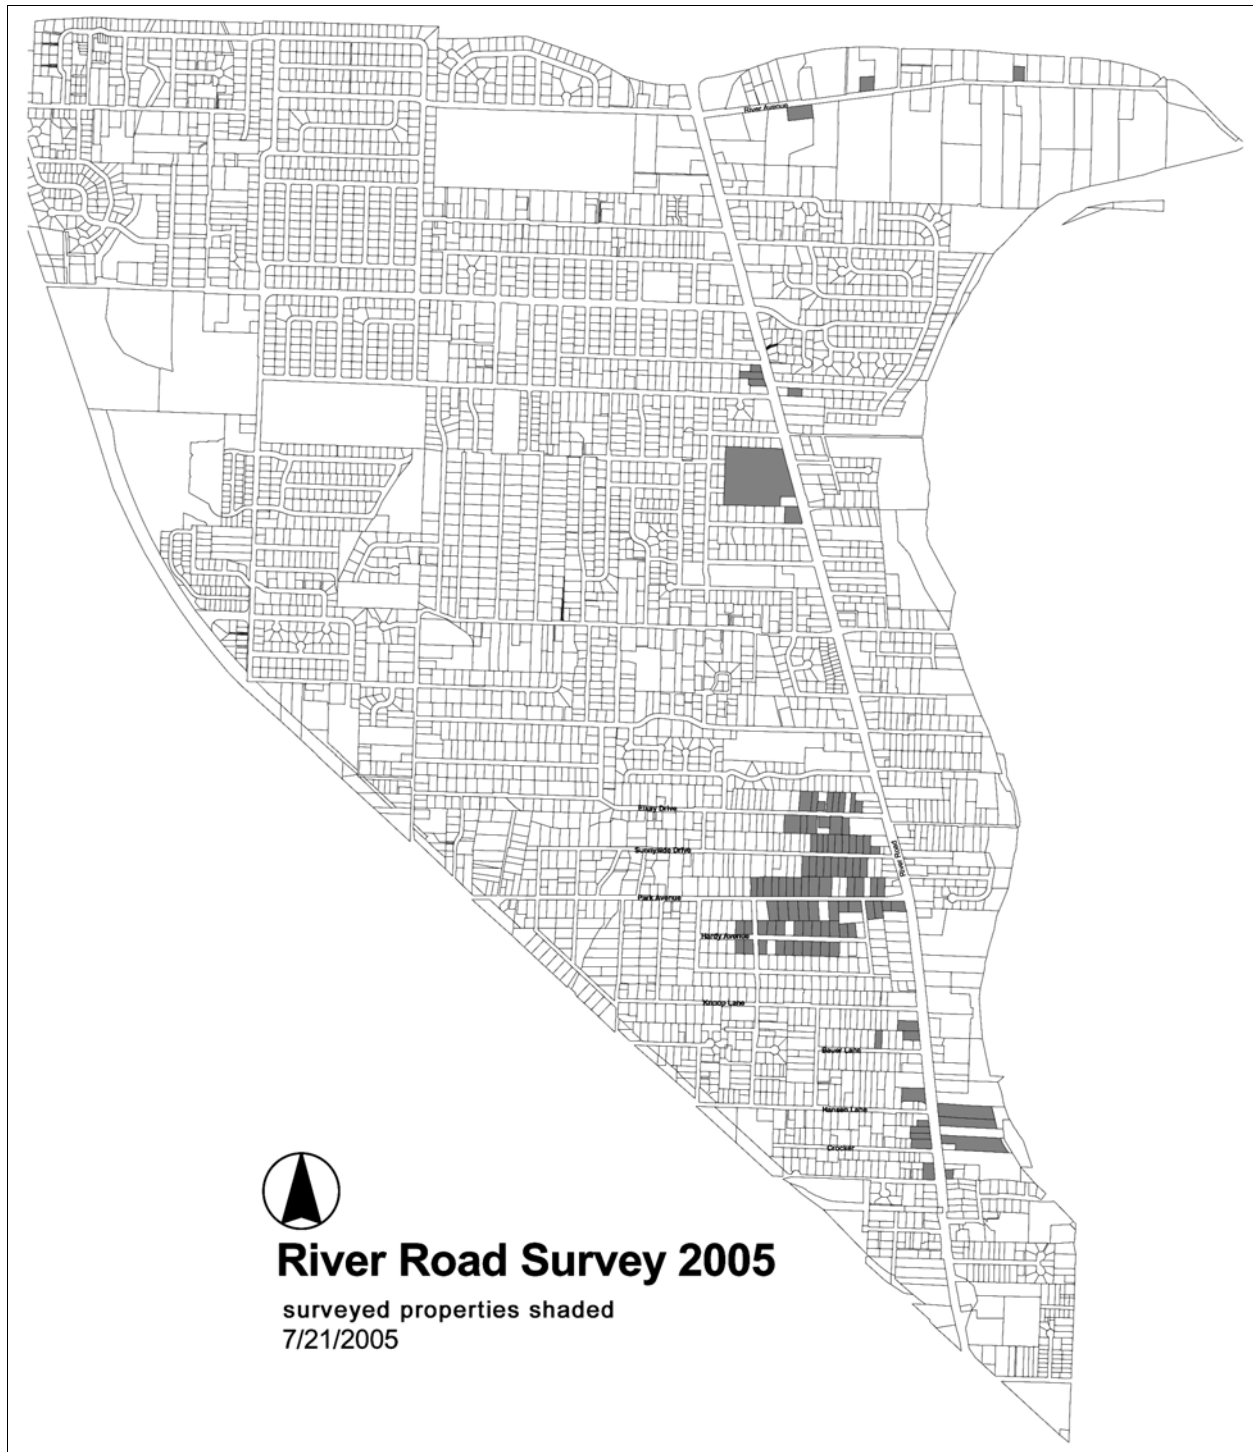 River Avenue
Elkay Drive
River Road
Sunnyside Drive
Park Avenue
Hardy Avenue
Knoop Lane
Bauer Lane
Hansen Lane
Crocker
River Road Survey 2005
surveyed properties shaded
7/21/2005